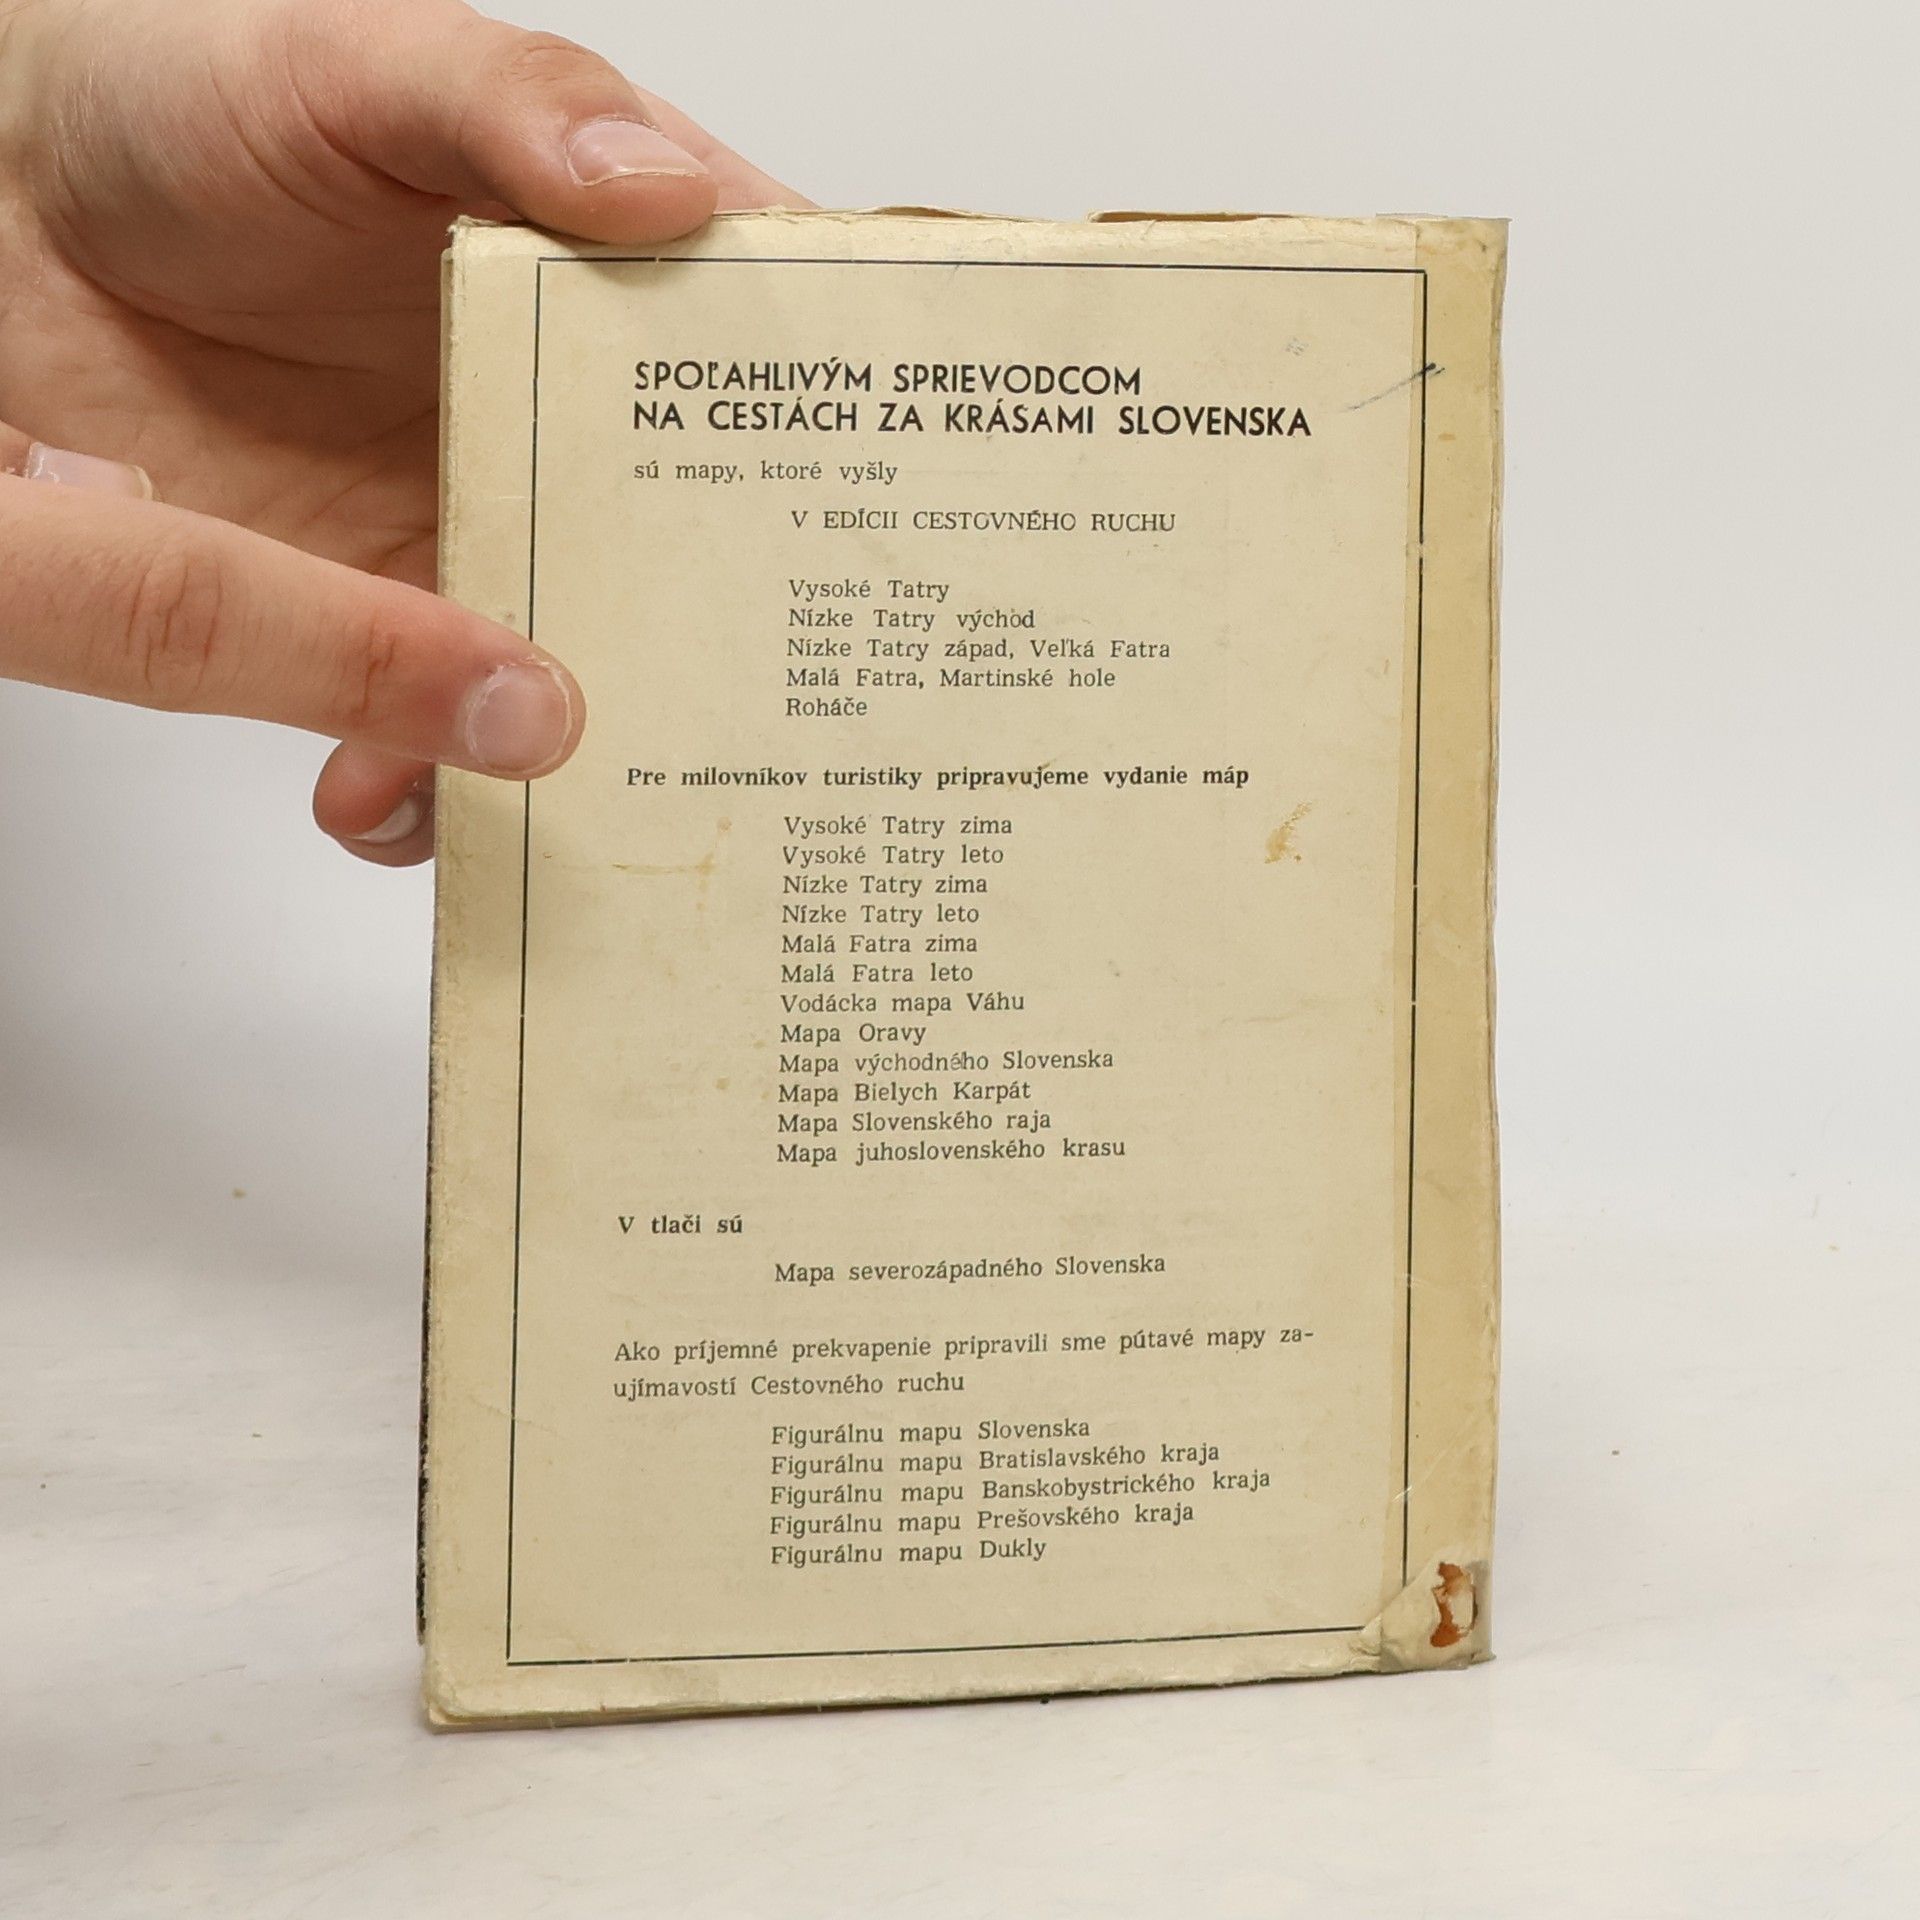 SPOĽAHLIVÝM SPRIEVODCOM
NA CESTÁCH ZA KRÁSAMI SLOVENSKA
sú mapy, ktoré vyšly
V EDÍCII CESTOVNÉHO RUCHU
Vysoké Tatry
Nízke Tatry východ
Nízke Tatry západ, Veľká Fatra
Malá Fatra, Martinské hole
Roháče
Pre milovníkov turistiky pripravujeme vydanie máp
Vysoké Tatry zima
Vysoké Tatry leto
Nízke Tatry zima
Nízke Tatry leto
Malá Fatra zima
Malá Fatra leto
Vodácka mapa Váhu
Mapa Oravy
Mapa východného Slovenska
Mapa Bielych Karpát
Mapa Slovenského raja
Mapa juhoslovenského krasu
V tlači sú
Mapa severozápadného Slovenska
Ako príjemné prekvapenie pripravili sme pútavé mapy za-
ujímavostí Cestovného ruchu
Figurálnu mapu Slovenska
Figurálnu mapu Bratislavského kraja
Figurálnu mapu Banskobystrického kraja
Figurálnu mapu Prešovského kraja
Figurálnu mapu Dukly